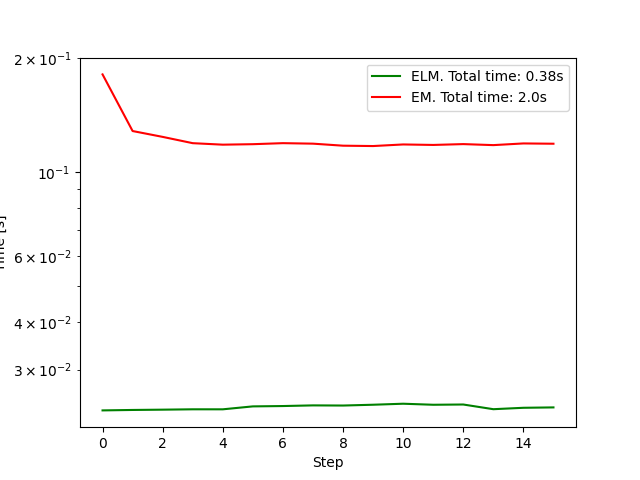 2 × 10⁻¹
10⁻¹
6 × 10⁻²
4 × 10⁻²
3 × 10⁻²
ELM. Total time: 0.38s
EM. Total time: 2.0s
0 2 4 6 8 10 12 14
Step